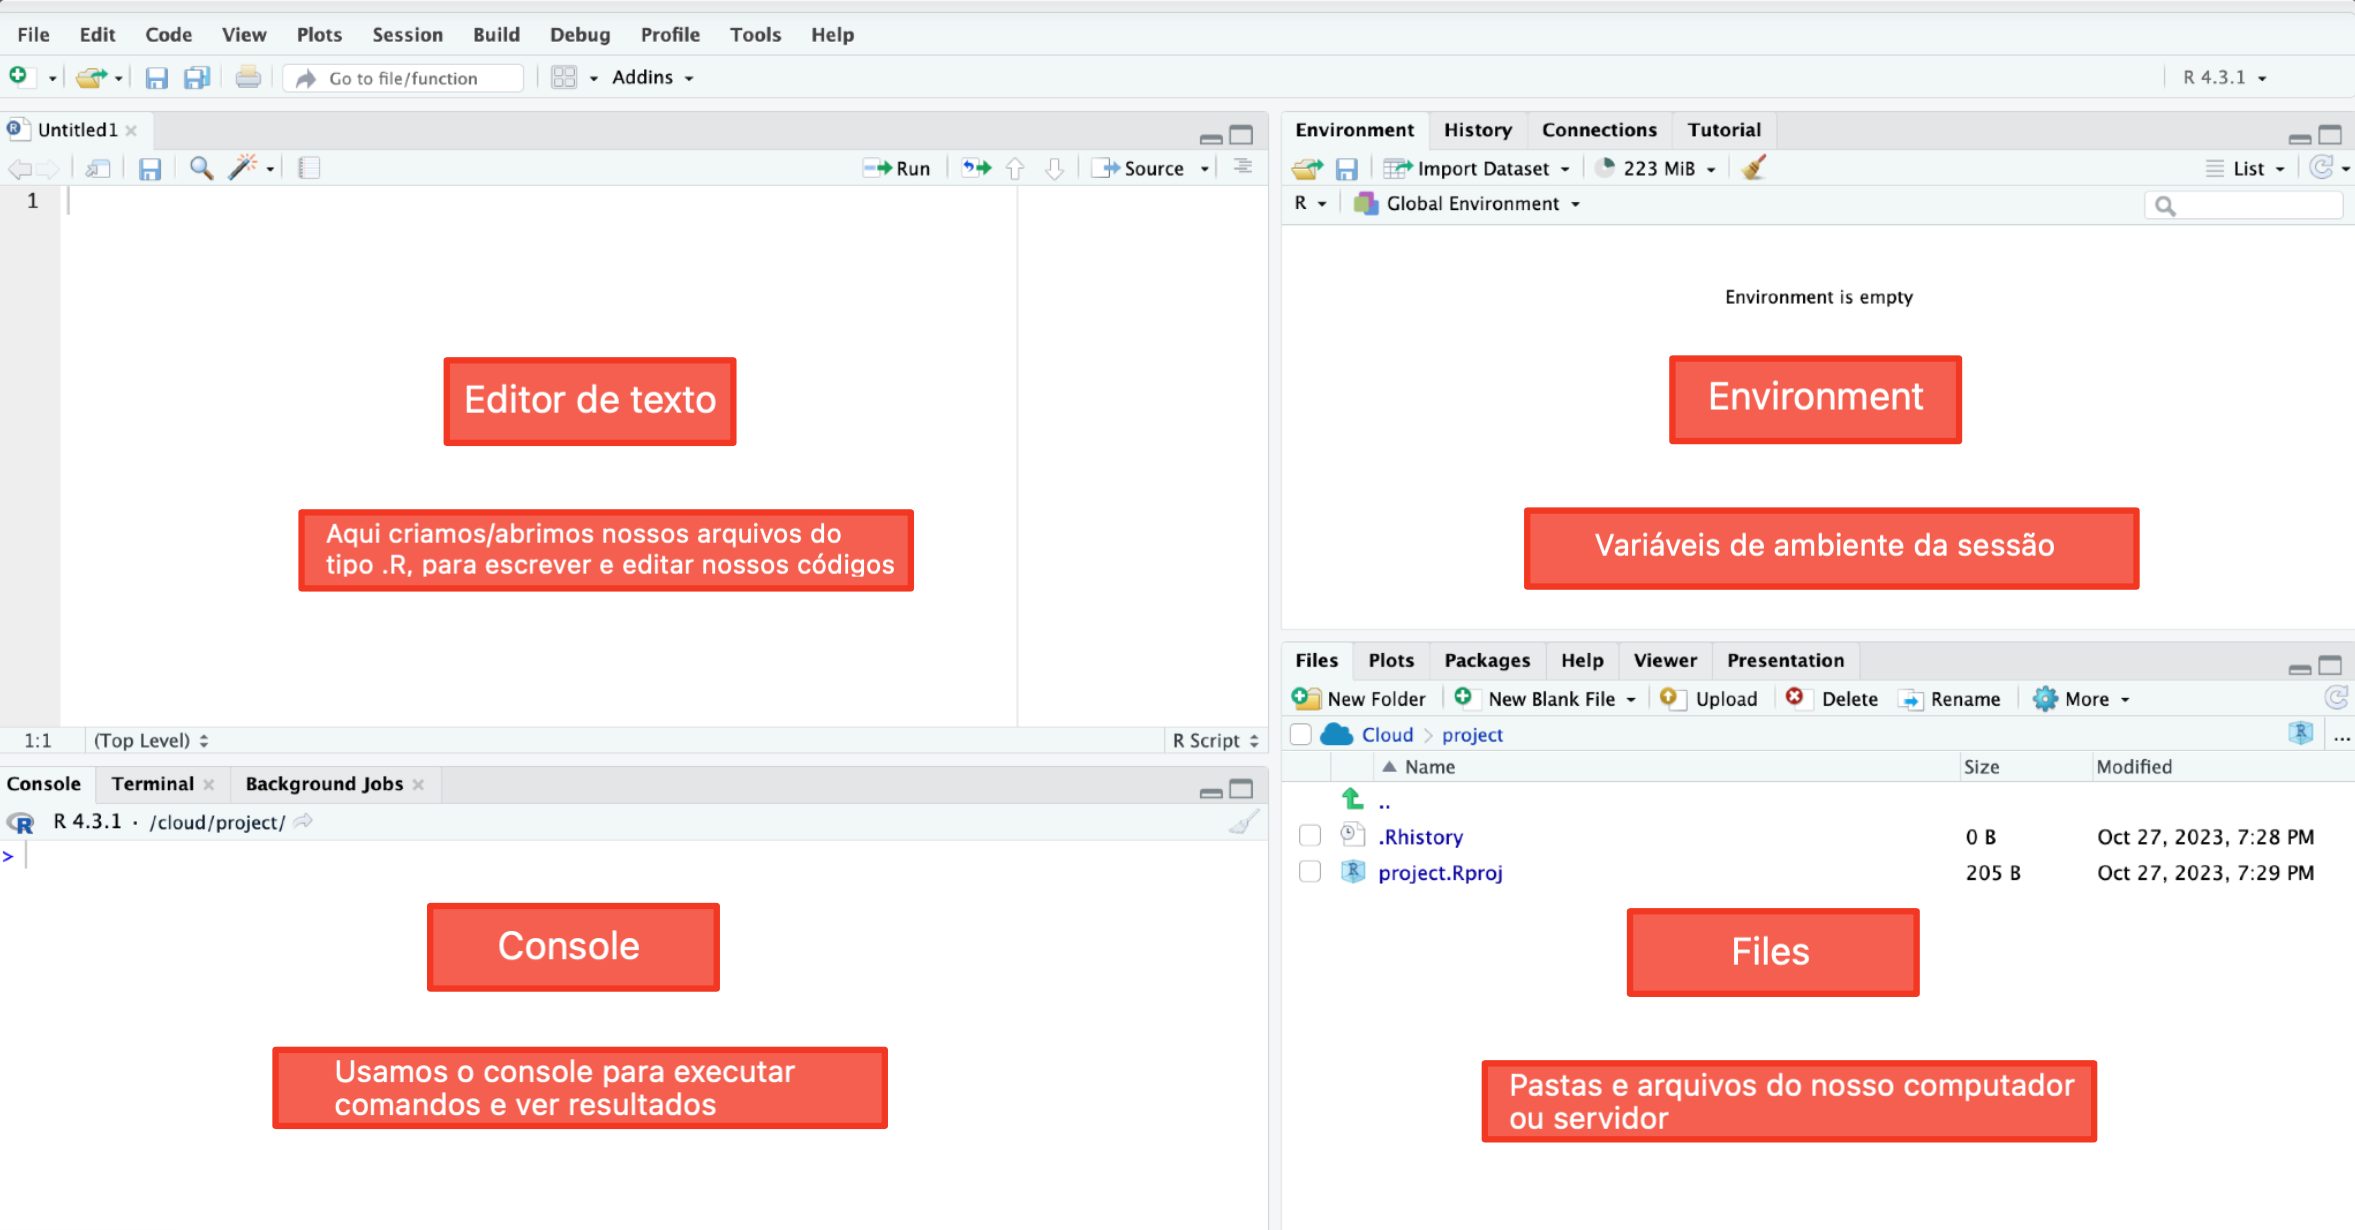 File Edit Code View Plots Session Build Debug Profile Tools Help
Go to file/function Addins R 4.3.1
Untitled1
Run Source
1
Editor de texto
Aqui criamos/abrimos nossos arquivos do
tipo .R, para escrever e editar nossos códigos
1:1 (Top Level) R Script
Console Terminal Background Jobs
R 4.3.1 · /cloud/project/
>
Console
Usamos o console para executar
comandos e ver resultados
Environment History Connections Tutorial
Import Dataset 223 MiB List
R Global Environment
Environment is empty
Environment
Variáveis de ambiente da sessão
Files Plots Packages Help Viewer Presentation
New Folder New Blank File Upload Delete Rename More
Cloud project ...
Name Size Modified
..
.Rhistory 0 B Oct 27, 2023, 7:28 PM
project.Rproj 205 B Oct 27, 2023, 7:29 PM
Files
Pastas e arquivos do nosso computador
ou servidor